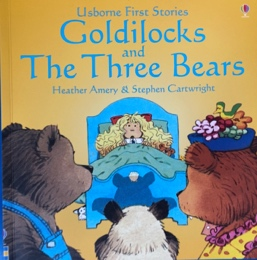 Usborne First Stories
Goldilocks
and
The Three Bears
Heather Amery & Stephen Cartwright